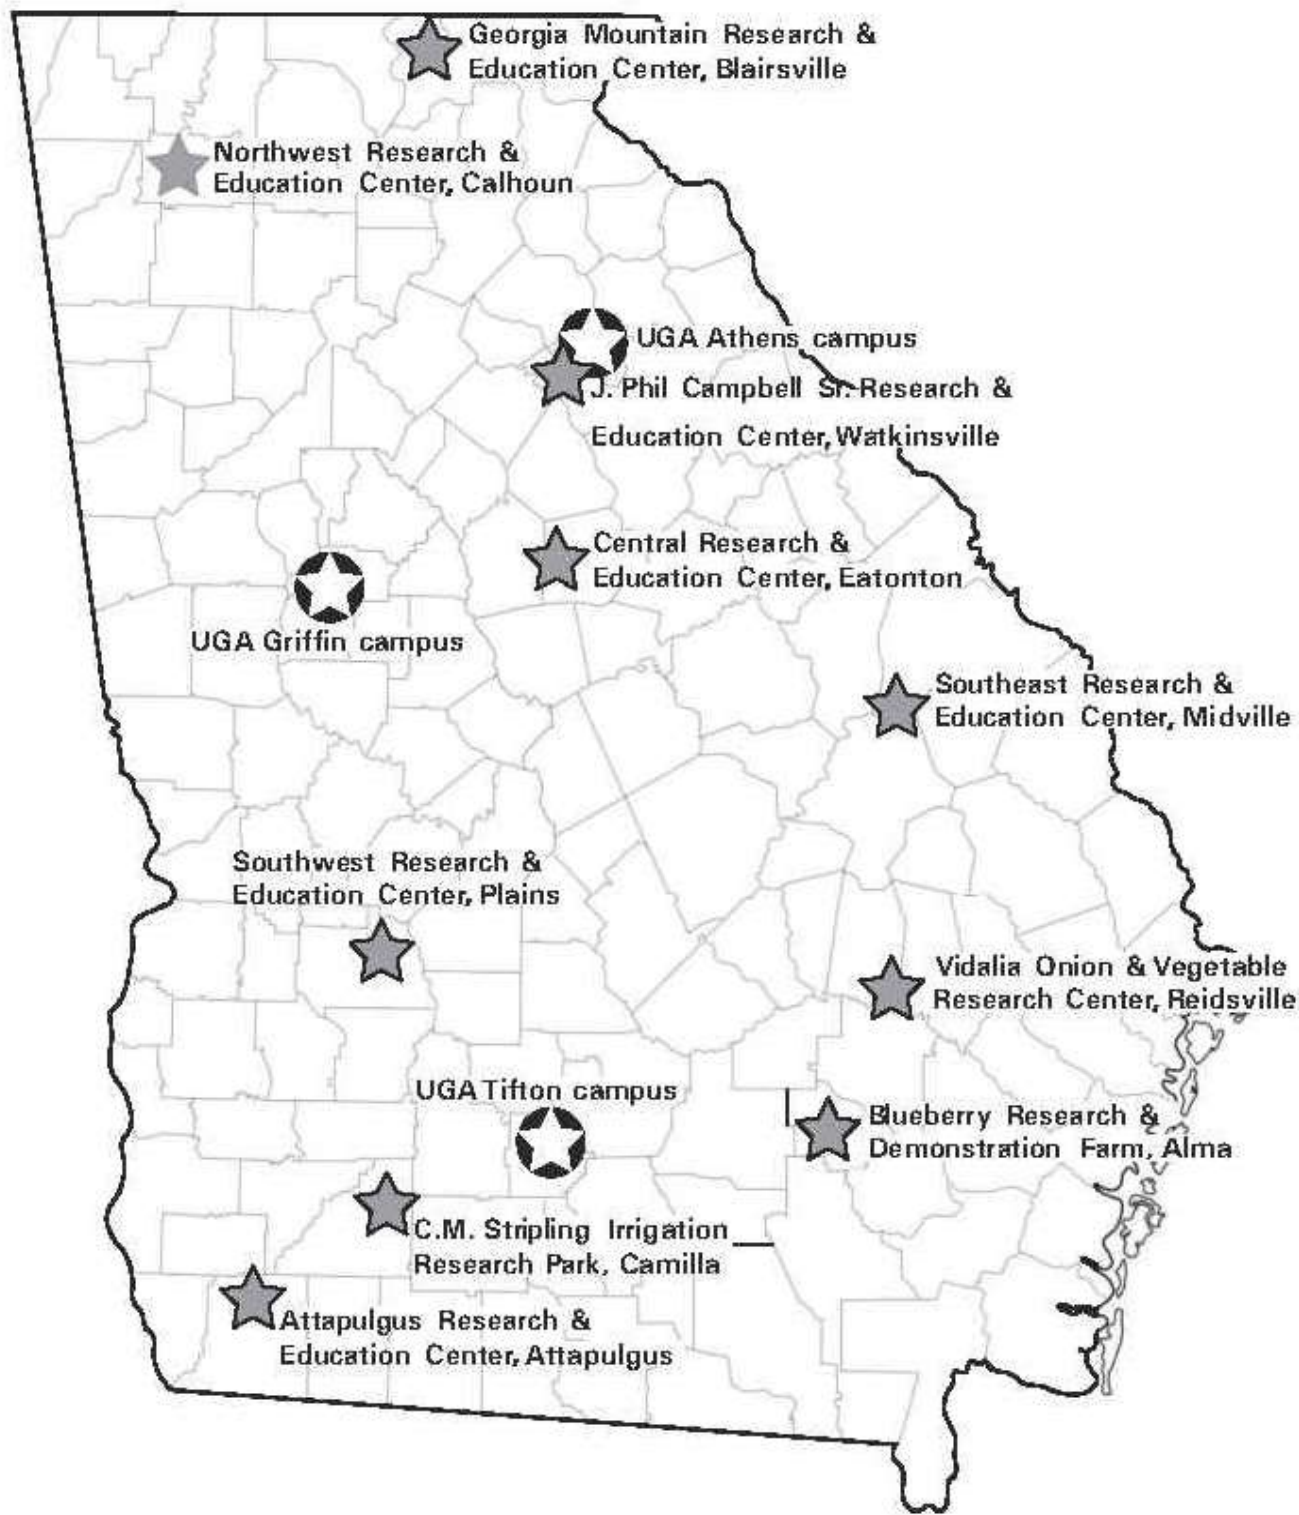 Georgia Mountain Research &
Education Center, Blairsville
Northwest Research &
Education Center, Calhoun
UGA Athens campus
J. Phil Campbell Sr. Research &
Education Center, Watkinsville
Central Research &
Education Center, Eatonton
UGA Griffin campus
Southeast Research &
Education Center, Midville
Southwest Research &
Education Center, Plains
Vidalia Onion & Vegetable
Research Center, Reidsville
UGA Tifton campus
Blueberry Research &
Demonstration Farm, Alma
C.M. Stripling Irrigation
Research Park, Camilla
Attapulgus Research &
Education Center, Attapulgus